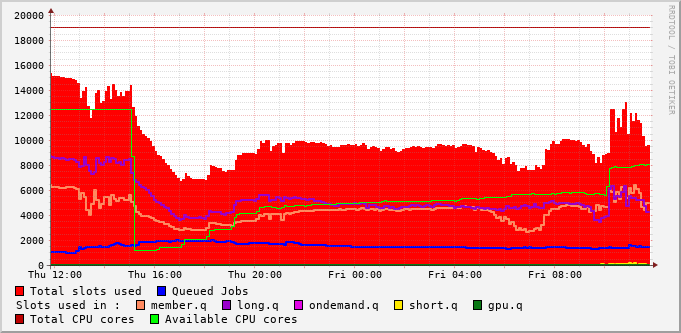 20000
18000
16000
14000
12000
10000
8000
6000
4000
2000
0
Thu 12:00 Thu 16:00 Thu 20:00 Fri 00:00 Fri 04:00 Fri 08:00
Total slots used Queued Jobs
Slots used in : member.q long.q ondemand.q short.q gpu.q
Total CPU cores Available CPU cores
RRDTOOL / TOBI OETIKER